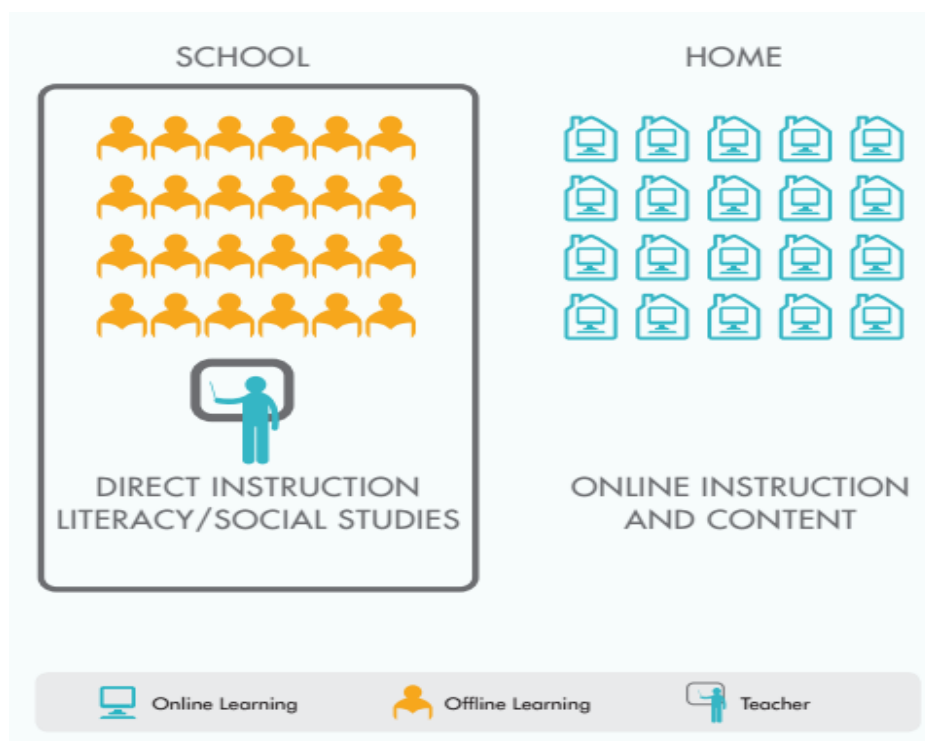 SCHOOL
HOME
DIRECT INSTRUCTION
LITERACY/SOCIAL STUDIES
ONLINE INSTRUCTION
AND CONTENT
Online Learning
Offline Learning
Teacher